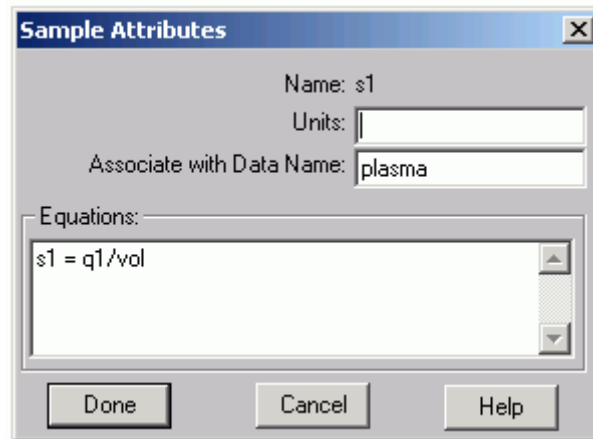 Sample Attributes
Name: s1
Units:
Associate with Data Name: plasma
Equations:
s1 = q1/vol
Done Cancel Help